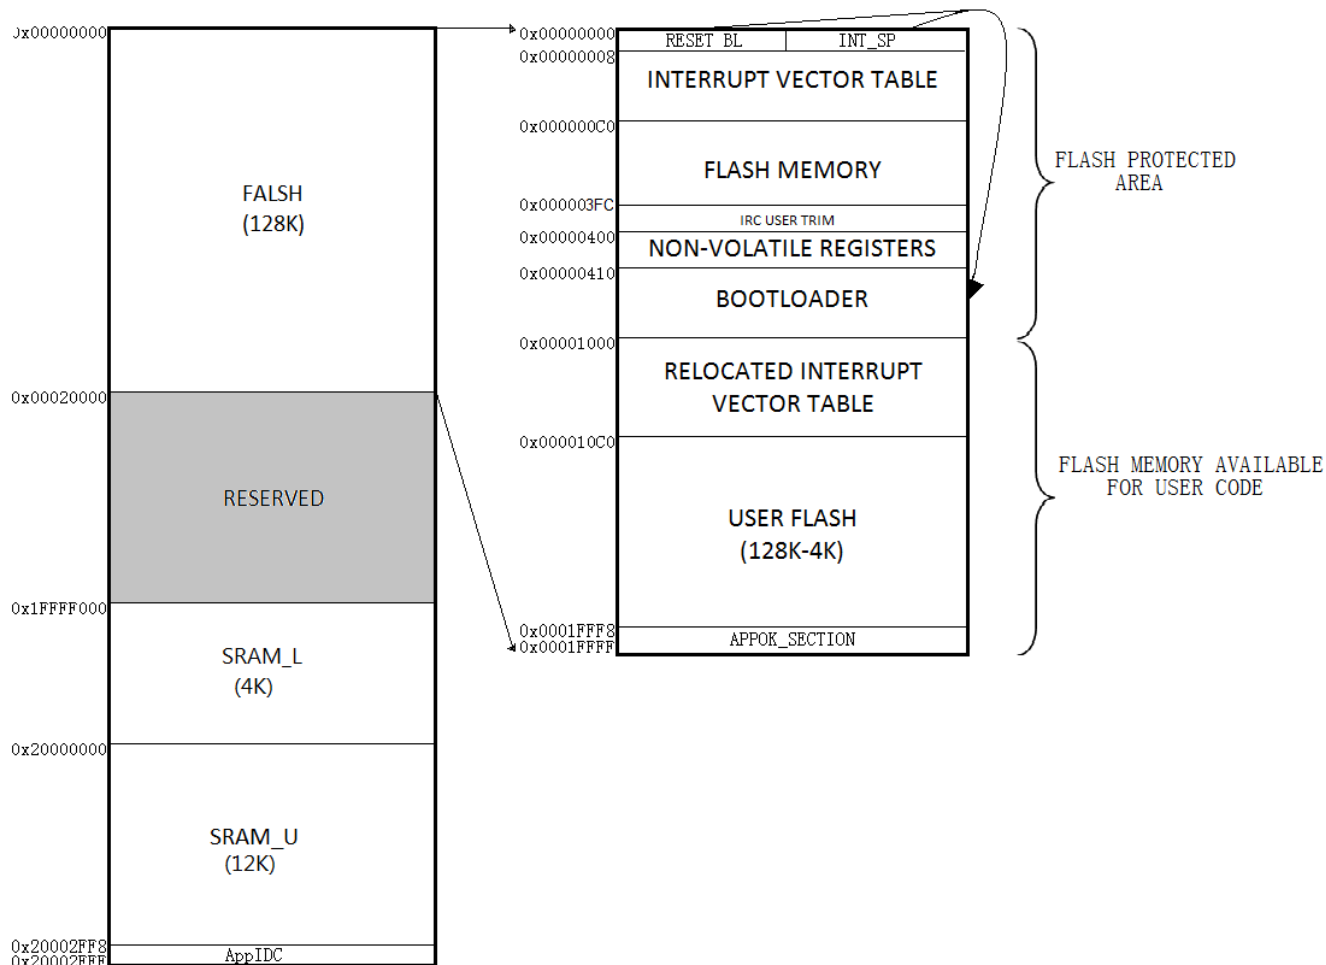 0x00000000
FALSH
(128K)
0x00020000
RESERVED
0x1FFFF000
SRAM_L
(4K)
0x20000000
SRAM_U
(12K)
0x20002FF8
AppIDC
0x20002FFF
0x00000000
RESET BL
INT_SP
0x00000008
INTERRUPT VECTOR TABLE
0x000000C0
FLASH MEMORY
0x000003FC
IRC USER TRIM
0x00000400
NON-VOLATILE REGISTERS
0x00000410
BOOTLOADER
0x00001000
RELOCATED INTERRUPT
VECTOR TABLE
0x000010C0
USER FLASH
(128K-4K)
0x0001FFF8
APPOK_SECTION
0x0001FFFF
FLASH PROTECTED
AREA
FLASH MEMORY AVAILABLE
FOR USER CODE